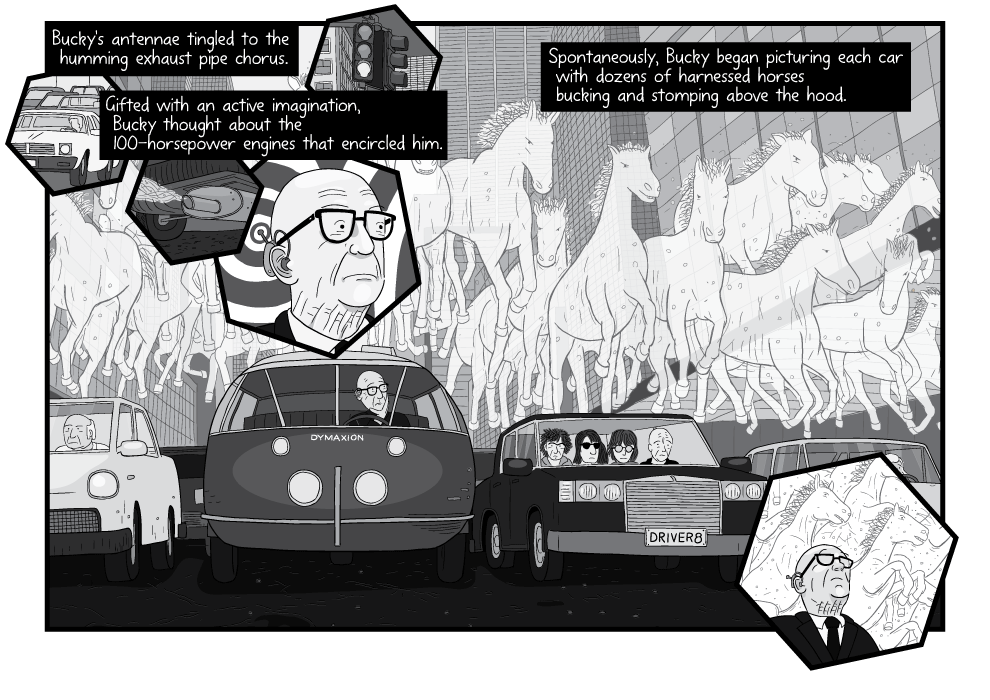 Bucky's antennae tingled to the
humming exhaust pipe chorus.
Gifted with an active imagination,
Bucky thought about the
100-horsepower engines that encircled him.
Spontaneously, Bucky began picturing each car
with dozens of harnessed horses
bucking and stomping above the hood.
DYMAXION
DRIVER8